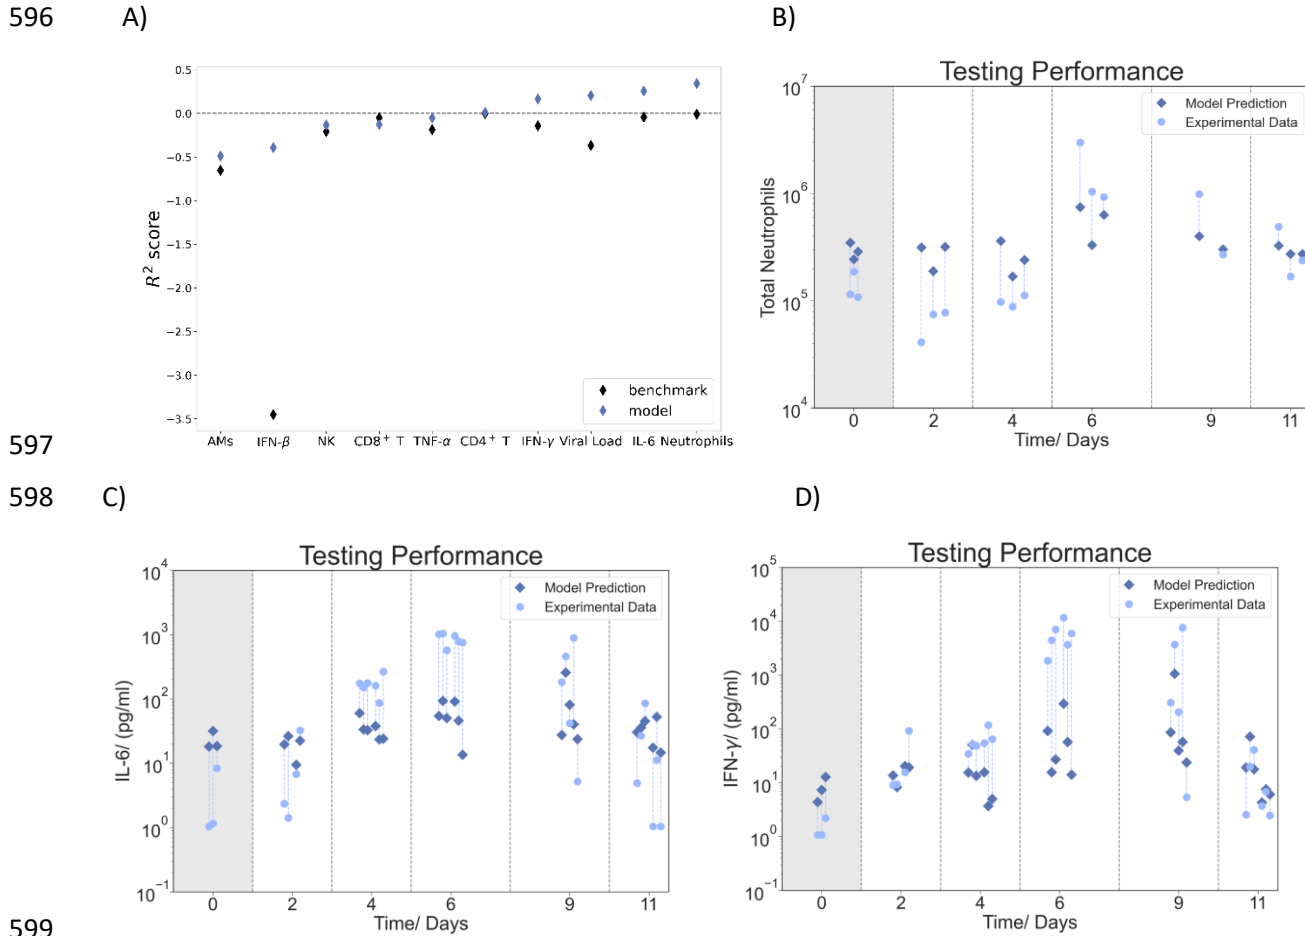 596 A) B)
0.5
0.0
−0.5
−1.0
−1.5
−2.0
−2.5
−3.0
−3.5
R² score
benchmark
model
AMs IFN-β NK CD8⁺ T TNF-α CD4⁺ T IFN-γ Viral Load IL-6 Neutrophils
Testing Performance
10⁷
10⁶
10⁵
10⁴
Total Neutrophils
Model Prediction
Experimental Data
0 2 4 6 9 11
Time/ Days
597
598 C) D)
Testing Performance
10⁴
10³
10²
10¹
10⁰
10⁻¹
IL-6/ (pg/ml)
Model Prediction
Experimental Data
0 2 4 6 9 11
Time/ Days
Testing Performance
10⁵
10⁴
10³
10²
10¹
10⁰
10⁻¹
IFN-γ/ (pg/ml)
Model Prediction
Experimental Data
0 2 4 6 9 11
Time/ Days
599